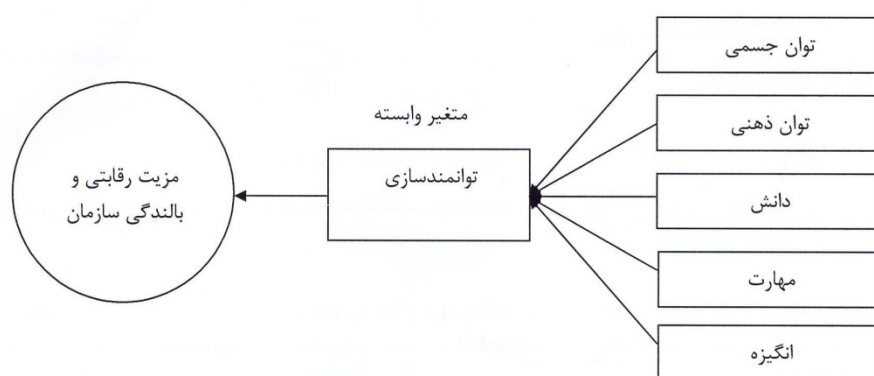 توان جسمی
توان ذهنی
دانش
مهارت
انگیزه
متغیر وابسته
توانمندسازی
مزیت رقابتی و
بالندگی سازمان